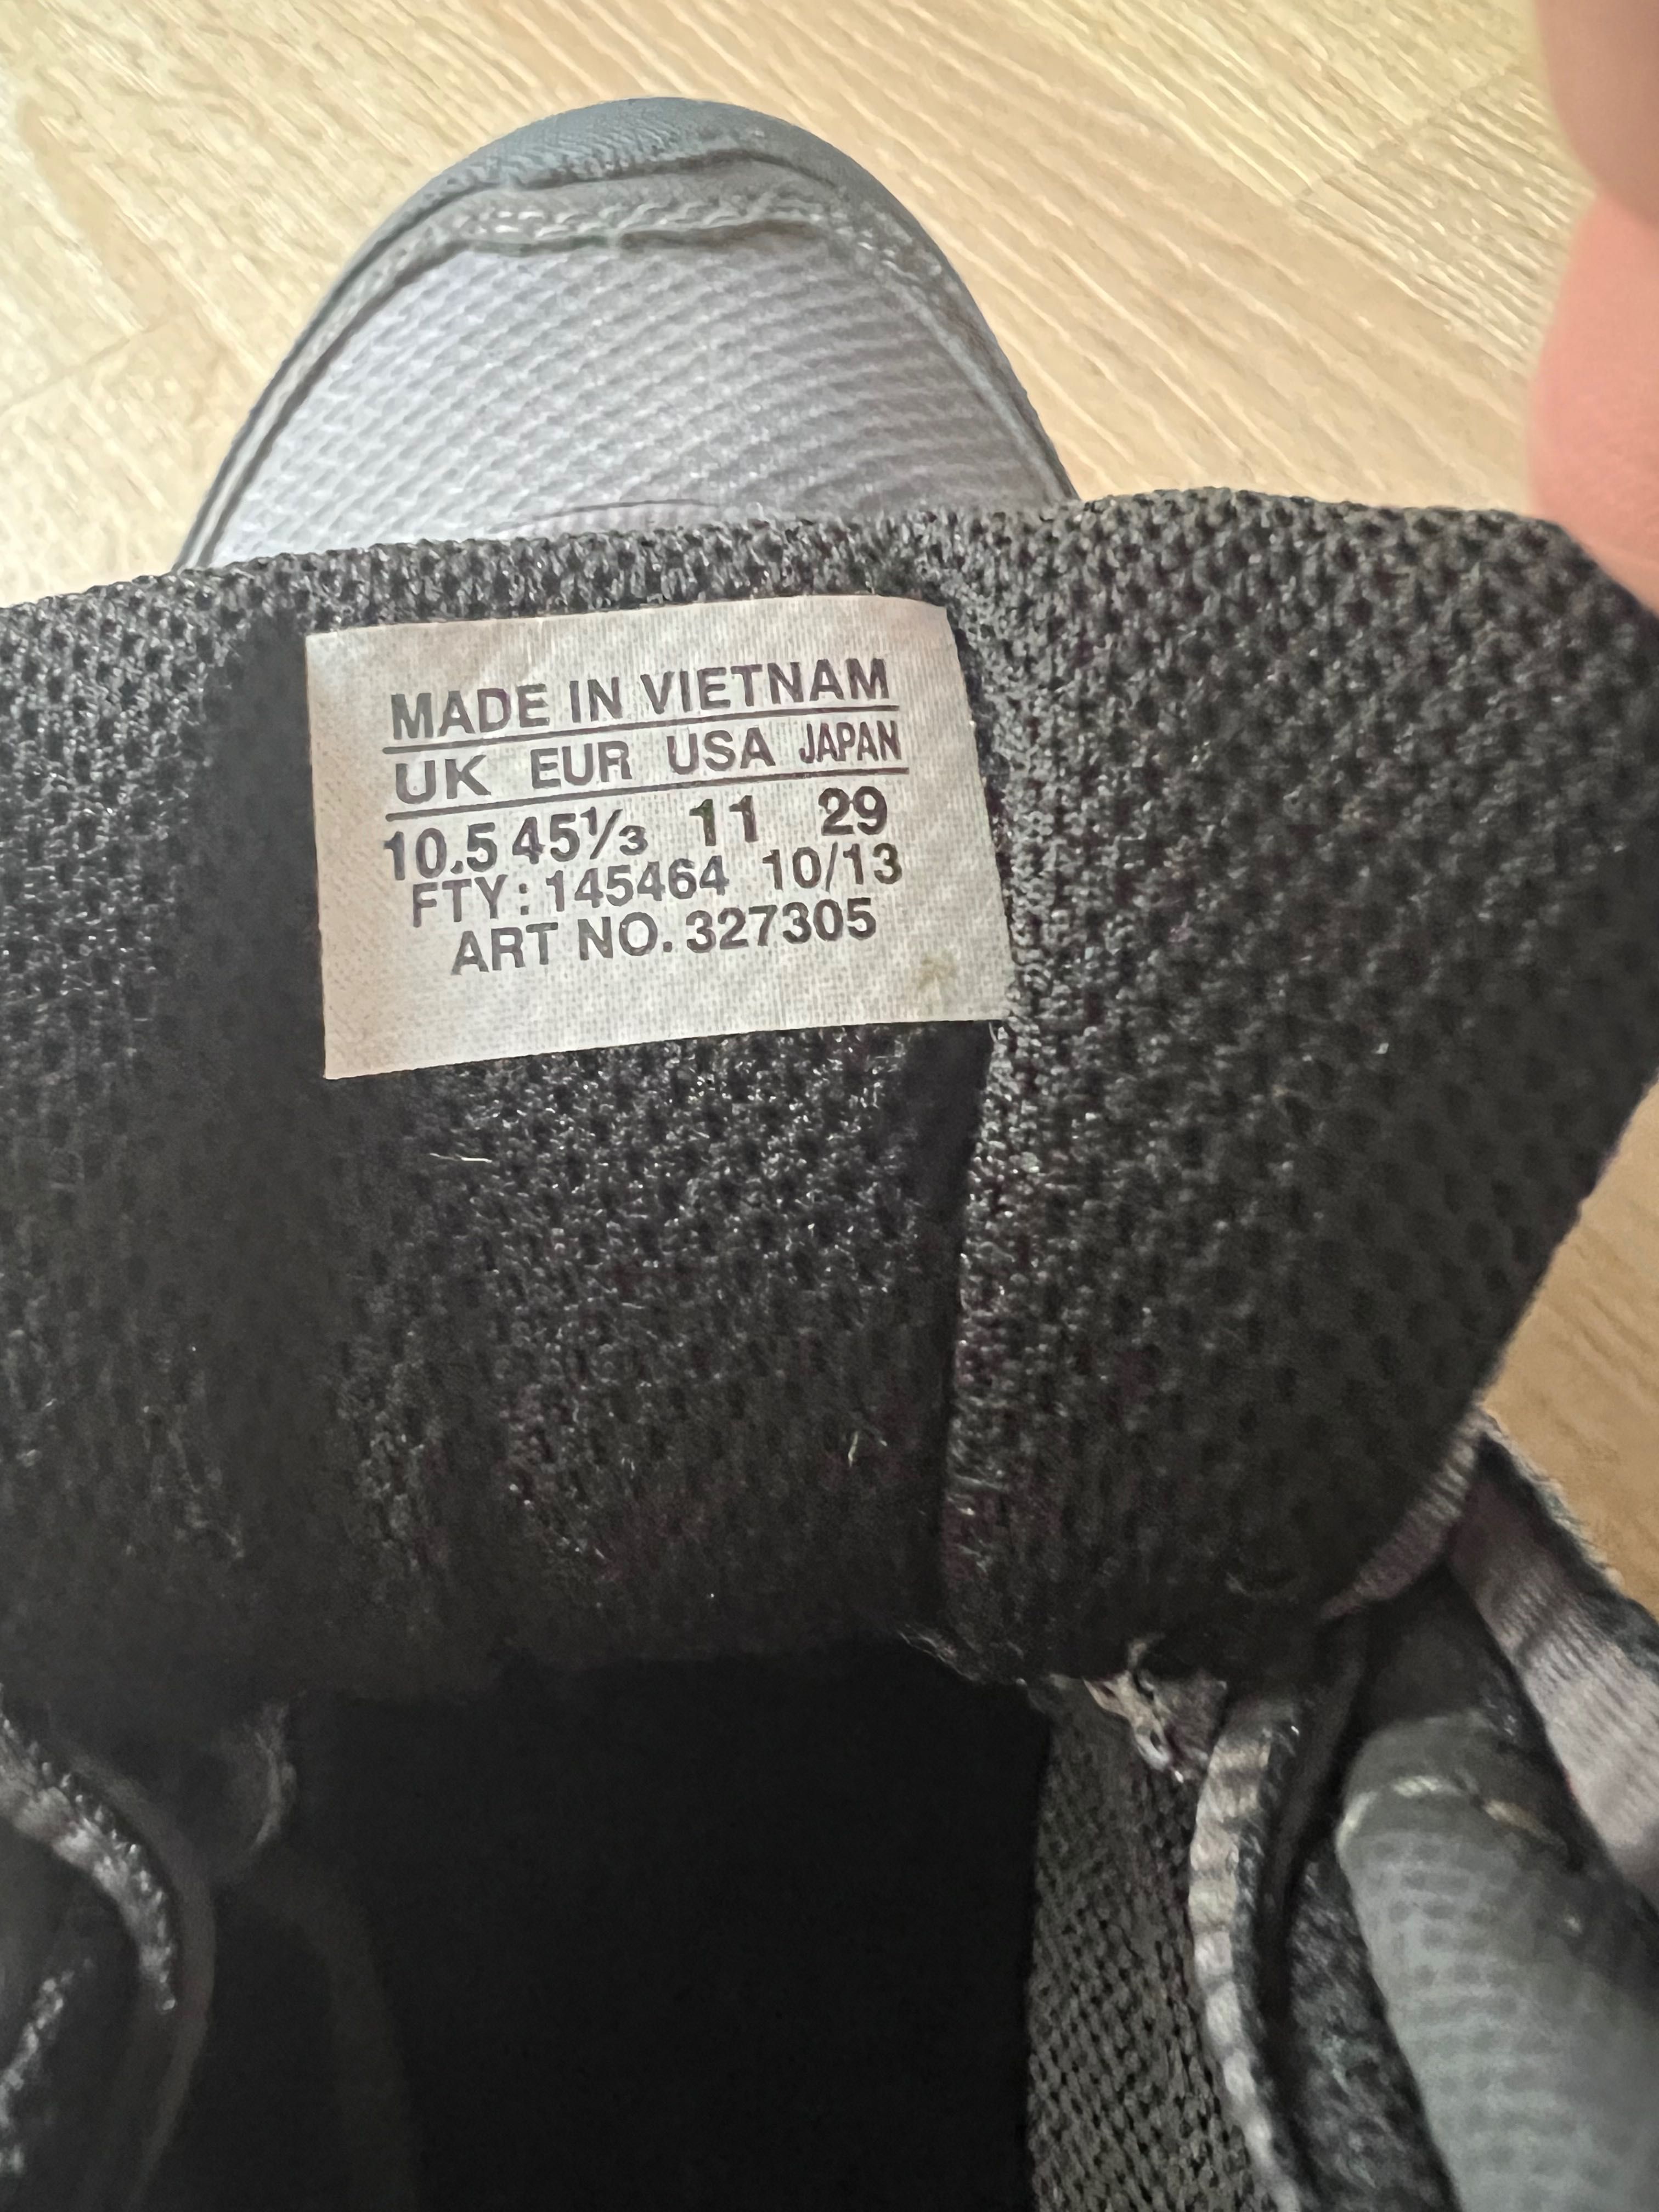 MADE IN VIETNAM
UK EUR USA JAPAN
10.5 45⅓ 11 29
FTY: 145464 10/13
ART NO. 327305